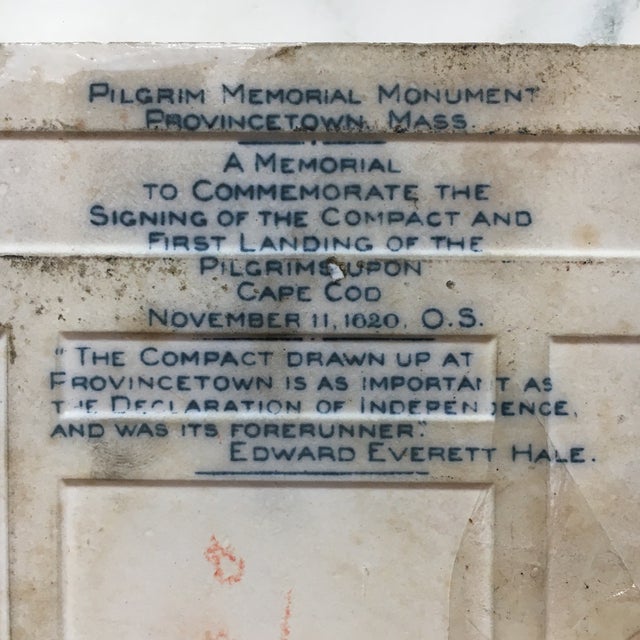 PILGRIM MEMORIAL MONUMENT
PROVINCETOWN, MASS.
A MEMORIAL
TO COMMEMORATE THE
SIGNING OF THE COMPACT AND
FIRST LANDING OF THE
PILGRIMS UPON
CAPE COD
NOVEMBER 11, 1620, O.S.
"THE COMPACT DRAWN UP AT
PROVINCETOWN IS AS IMPORTANT AS
THE DECLARATION OF INDEPENDENCE,
AND WAS ITS FORERUNNER."
EDWARD EVERETT HALE.